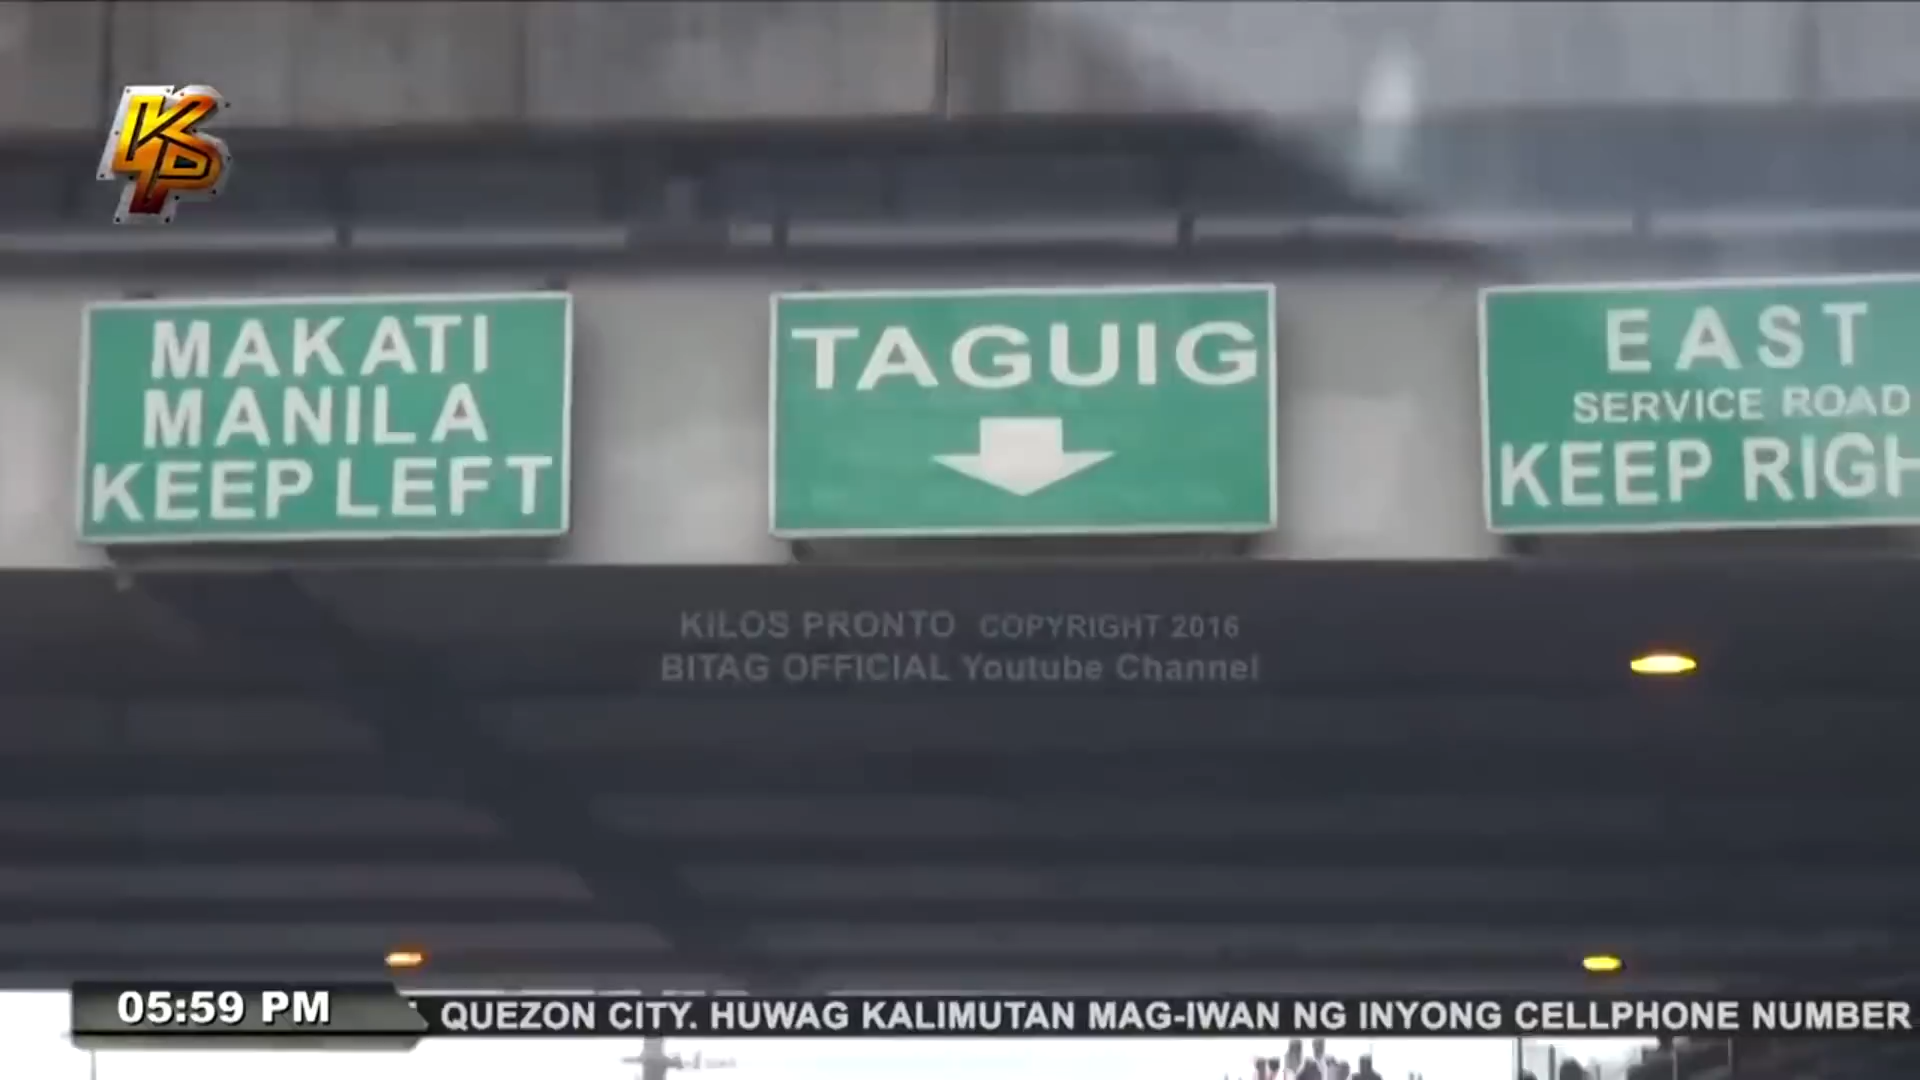 KP
MAKATI
MANILA
KEEP LEFT
TAGUIG
EAST
SERVICE ROAD
KEEP RIGH
KILOS PRONTO COPYRIGHT 2016
BITAG OFFICIAL Youtube Channel
05:59 PM
QUEZON CITY. HUWAG KALIMUTAN MAG-IWAN NG INYONG CELLPHONE NUMBER